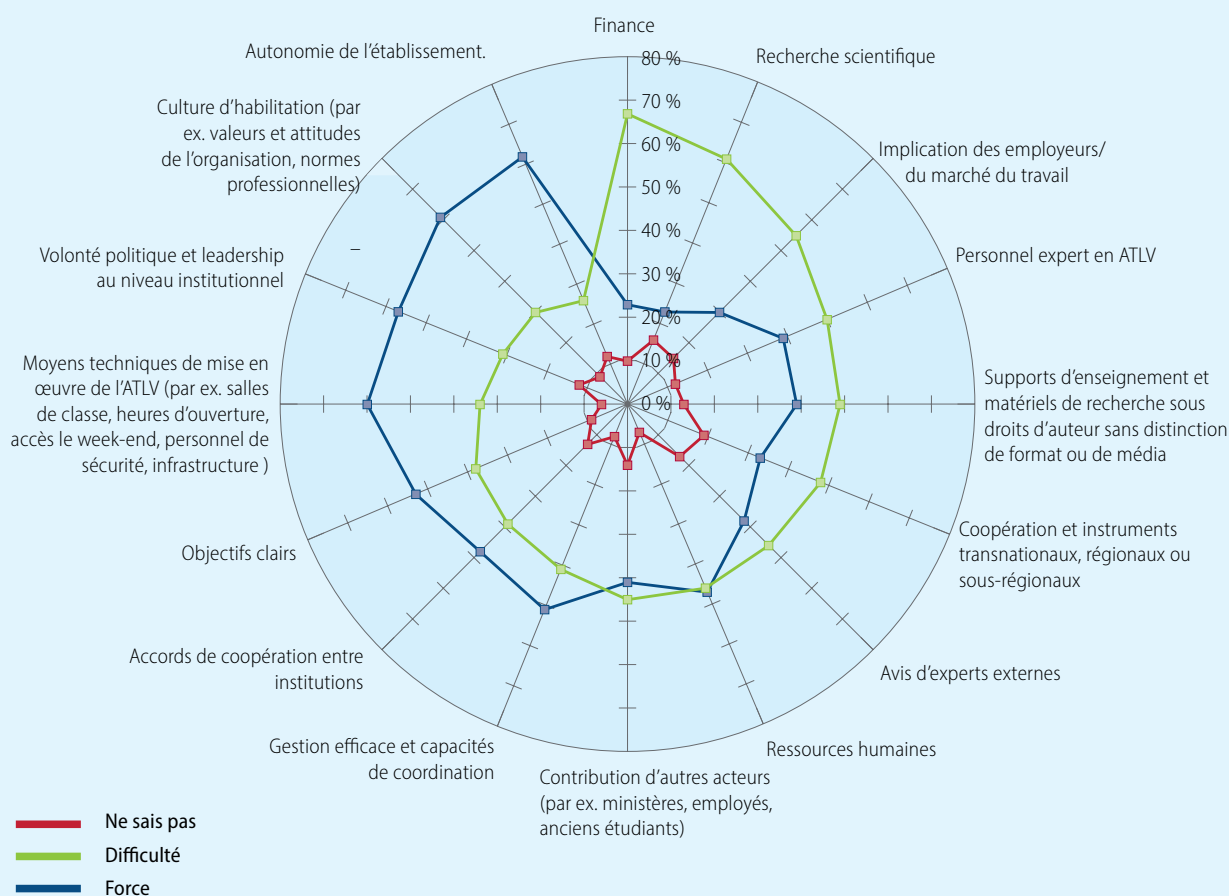 Finance
Autonomie de l’établissement.
80 %
Recherche scientifique
70 %
60 %
50 %
40 %
30 %
20 %
10 %
0 %
Culture d’habilitation (par
ex. valeurs et attitudes
de l’organisation, normes
professionnelles)
Implication des employeurs/
du marché du travail
Volonté politique et leadership
au niveau institutionnel
–
Personnel expert en ATLV
Moyens techniques de mise en
œuvre de l’ATLV (par ex. salles
de classe, heures d’ouverture,
accès le week-end, personnel de
sécurité, infrastructure )
Supports d’enseignement et
matériels de recherche sous
droits d’auteur sans distinction
de format ou de média
Objectifs clairs
Coopération et instruments
transnationaux, régionaux ou
sous-régionaux
Accords de coopération entre
institutions
Avis d’experts externes
Gestion efficace et capacités
de coordination
Ressources humaines
Contribution d’autres acteurs
(par ex. ministères, employés,
anciens étudiants)
Ne sais pas
Difficulté
Force